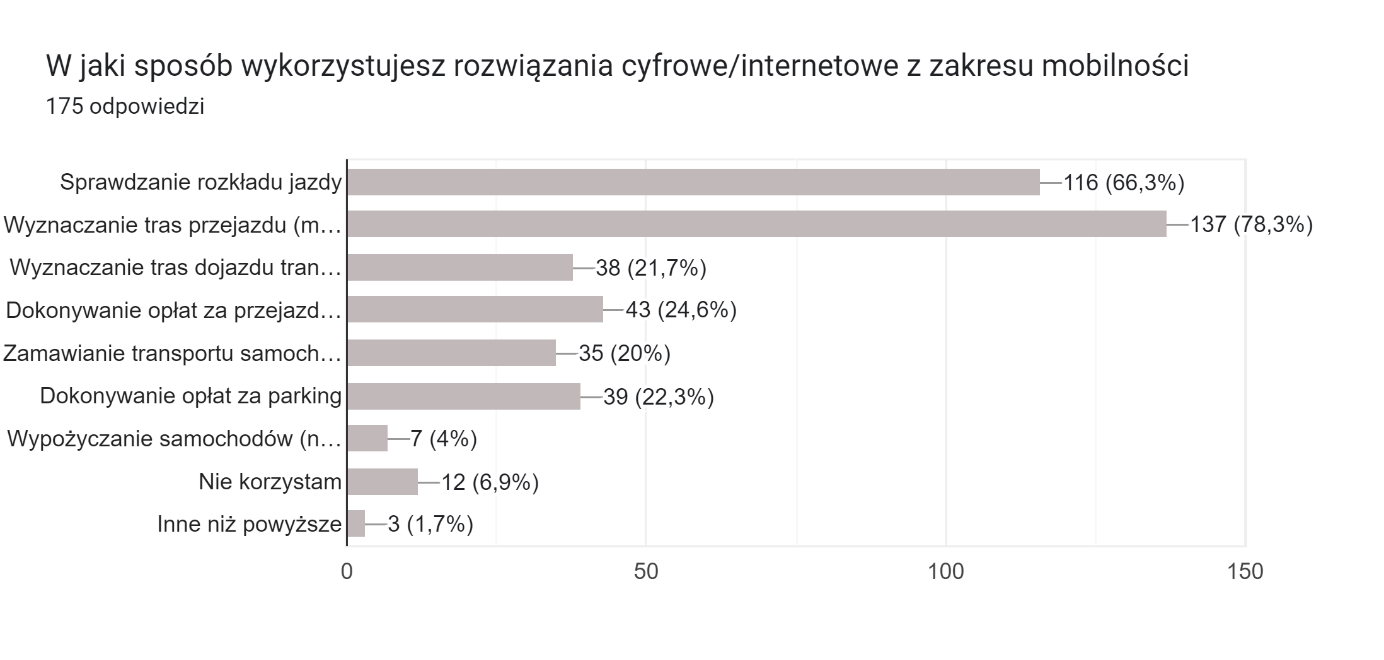 W jaki sposób wykorzystujesz rozwiązania cyfrowe/internetowe z zakresu mobilności
175 odpowiedzi
Sprawdzanie rozkładu jazdy 116 (66,3%)
Wyznaczanie tras przejazdu (m… 137 (78,3%)
Wyznaczanie tras dojazdu tran… 38 (21,7%)
Dokonywanie opłat za przejazd… 43 (24,6%)
Zamawianie transportu samoch… 35 (20%)
Dokonywanie opłat za parking 39 (22,3%)
Wypożyczanie samochodów (n… 7 (4%)
Nie korzystam 12 (6,9%)
Inne niż powyższe 3 (1,7%)
0 50 100 150